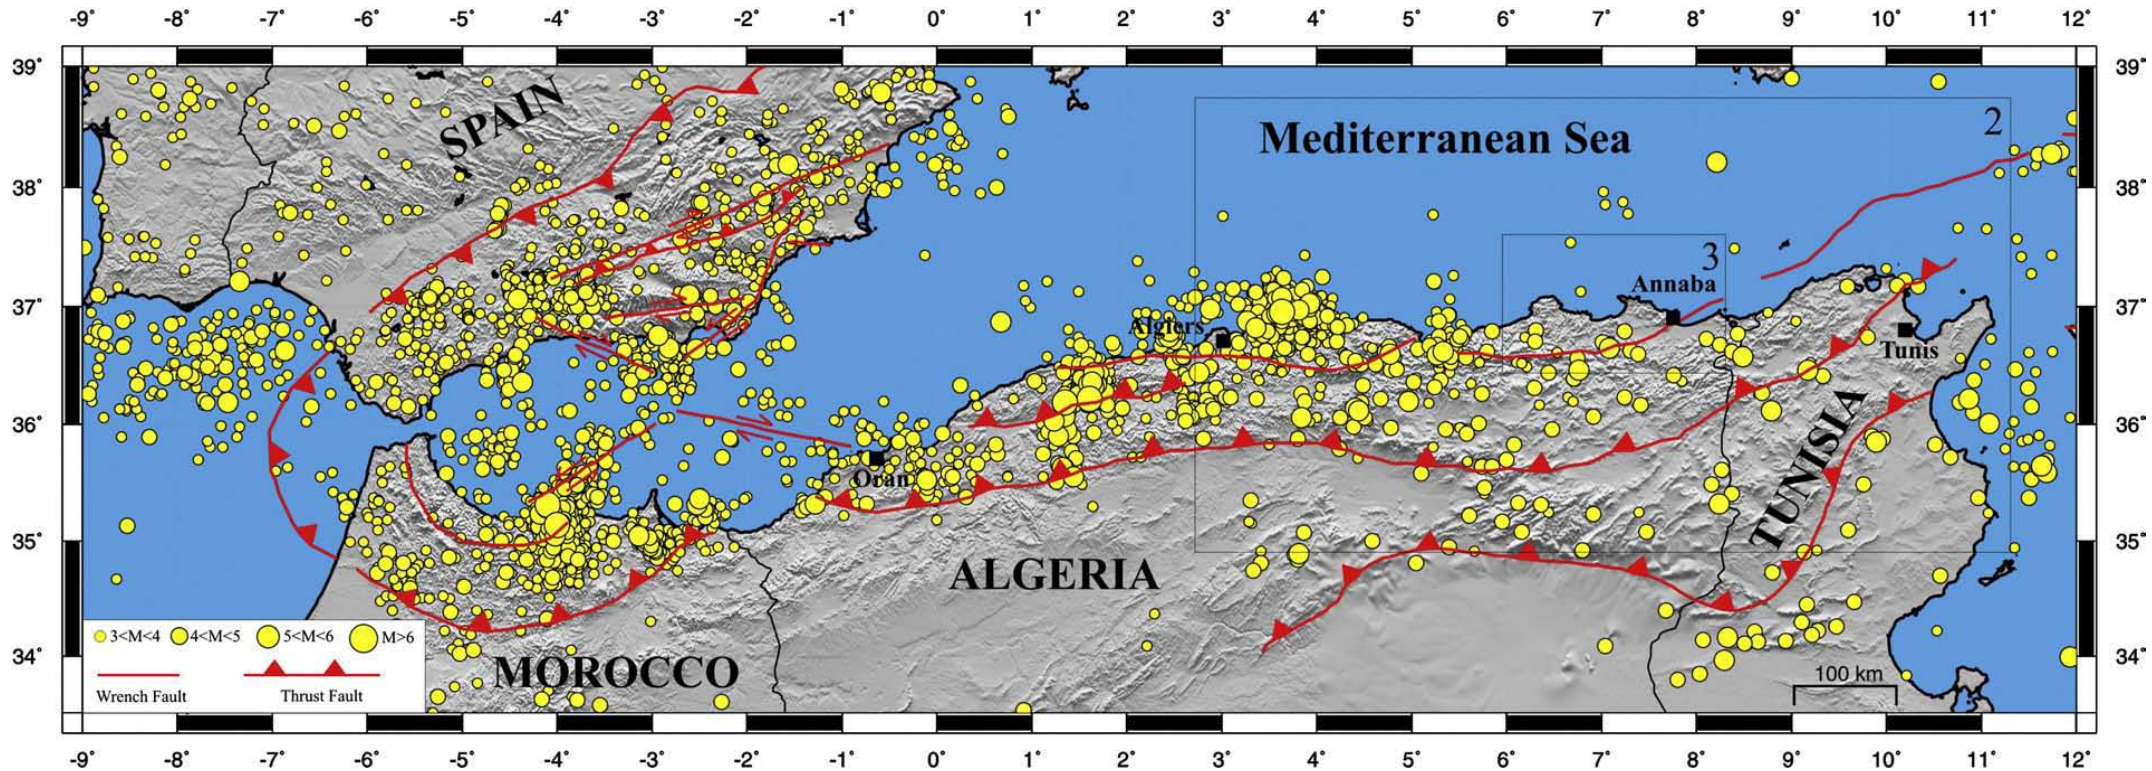 -9° -8° -7° -6° -5° -4° -3° -2° -1° 0° 1° 2° 3° 4° 5° 6° 7° 8° 9° 10° 11° 12°
39° 39°
SPAIN
2
Mediterranean Sea
38° 38°
3
Annaba
37° 37°
Algiers
Tunis
36° 36°
Oran
TUNISIA
35° 35°
ALGERIA
3<M<4 4<M<5 5<M<6 M>6
34° 34°
MOROCCO
100 km
Wrench Fault Thrust Fault
-9° -8° -7° -6° -5° -4° -3° -2° -1° 0° 1° 2° 3° 4° 5° 6° 7° 8° 9° 10° 11° 12°